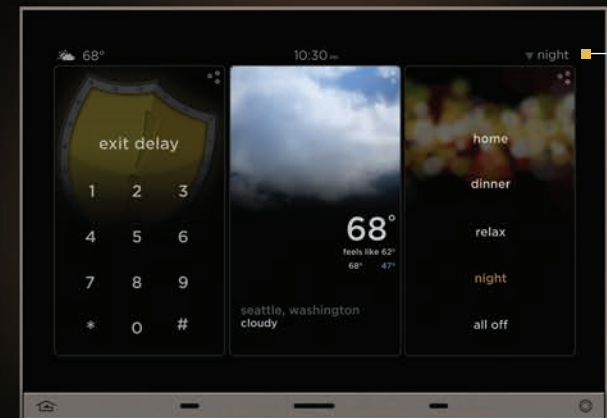 68°
10:30 PM
night
exit delay
1 2 3
4 5 6
7 8 9
* 0 #
68°
feels like 62°
68° 47°
seattle, washington
cloudy
home
dinner
relax
night
all off